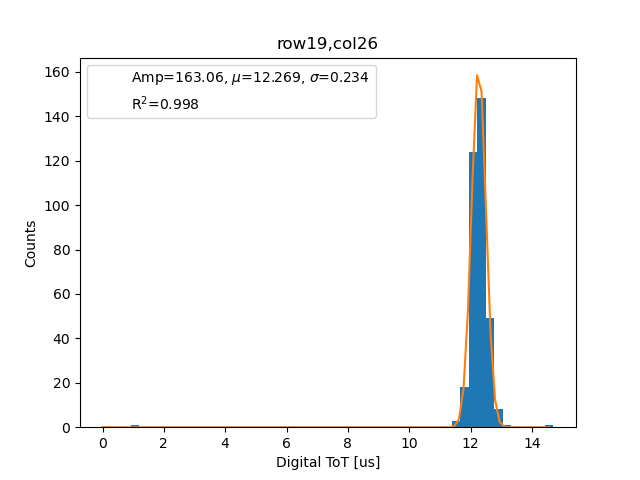 row19,col26
Amp=163.06, μ=12.269, σ=0.234
R²=0.998
160
140
120
100
80
60
40
20
0
Counts
0 2 4 6 8 10 12 14
Digital ToT [us]